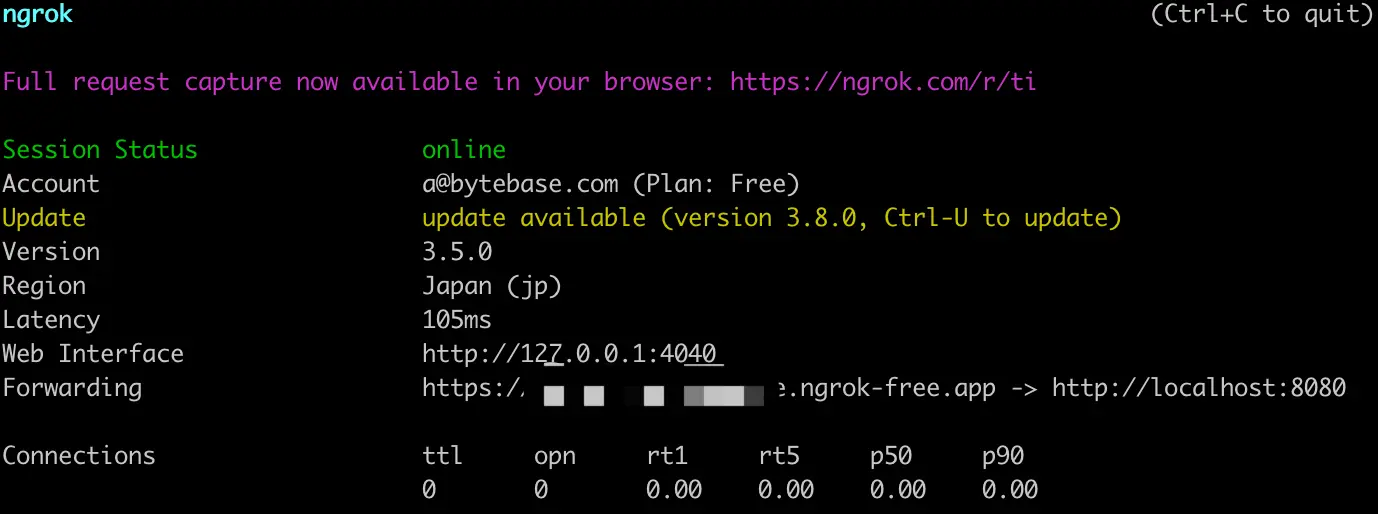 ngrok (Ctrl+C to quit)
Full request capture now available in your browser: https://ngrok.com/r/ti
Session Status online
Account a@bytebase.com (Plan: Free)
Update update available (version 3.8.0, Ctrl-U to update)
Version 3.5.0
Region Japan (jp)
Latency 105ms
Web Interface http://127.0.0.1:4040
Forwarding https:/ .ngrok-free.app -> http://localhost:8080
Connections ttl opn rt1 rt5 p50 p90
0 0 0.00 0.00 0.00 0.00